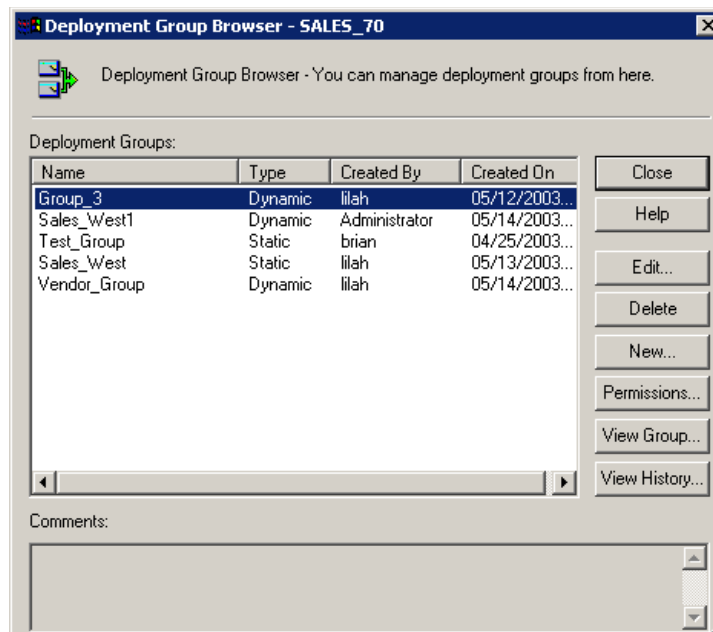 Deployment Group Browser - SALES_70
Deployment Group Browser - You can manage deployment groups from here.
Deployment Groups:
Name Type Created By Created On
Group_3 Dynamic lilah 05/12/2003...
Sales_West1 Dynamic Administrator 05/14/2003...
Test_Group Static brian 04/25/2003...
Sales_West Static lilah 05/13/2003...
Vendor_Group Dynamic lilah 05/14/2003...
Close
Help
Edit...
Delete
New...
Permissions...
View Group...
View History...
Comments: